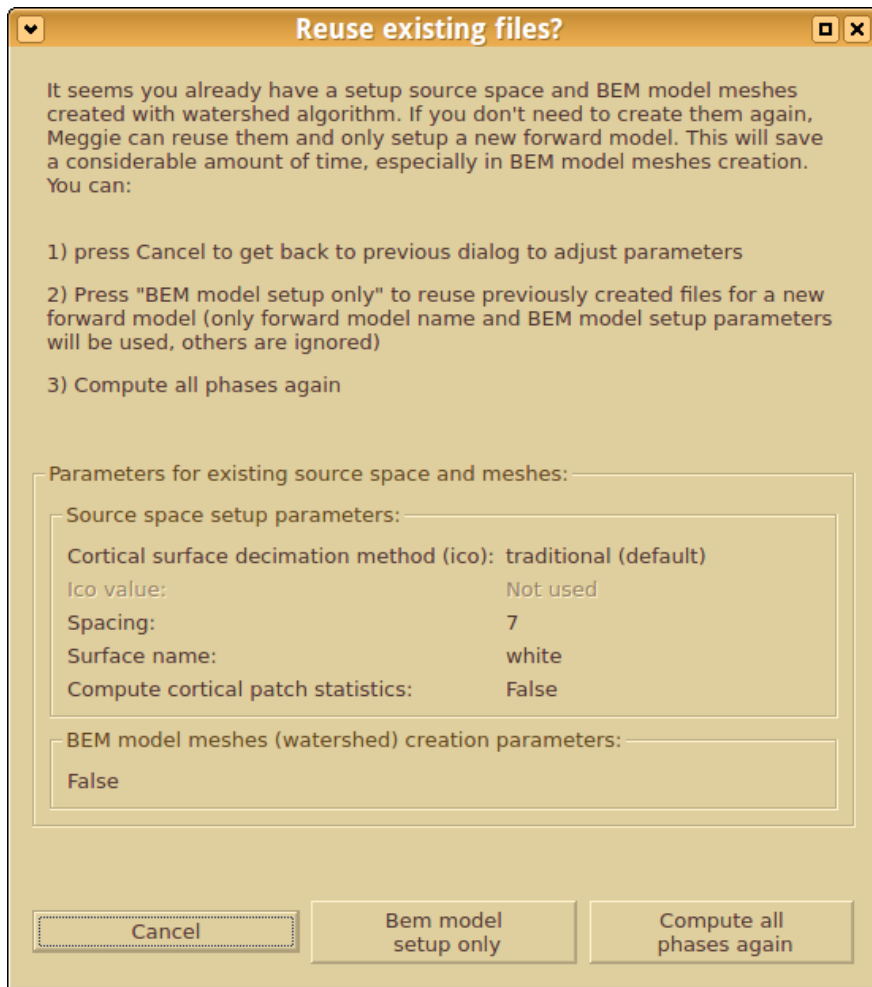 Reuse existing files?
It seems you already have a setup source space and BEM model meshes
created with watershed algorithm. If you don't need to create them again,
Meggie can reuse them and only setup a new forward model. This will save
a considerable amount of time, especially in BEM model meshes creation.
You can:
1) press Cancel to get back to previous dialog to adjust parameters
2) Press "BEM model setup only" to reuse previously created files for a new
forward model (only forward model name and BEM model setup parameters
will be used, others are ignored)
3) Compute all phases again
Parameters for existing source space and meshes:
Source space setup parameters:
Cortical surface decimation method (ico): traditional (default)
Ico value: Not used
Spacing: 7
Surface name: white
Compute cortical patch statistics: False
BEM model meshes (watershed) creation parameters:
False
Cancel
Bem model
setup only
Compute all
phases again